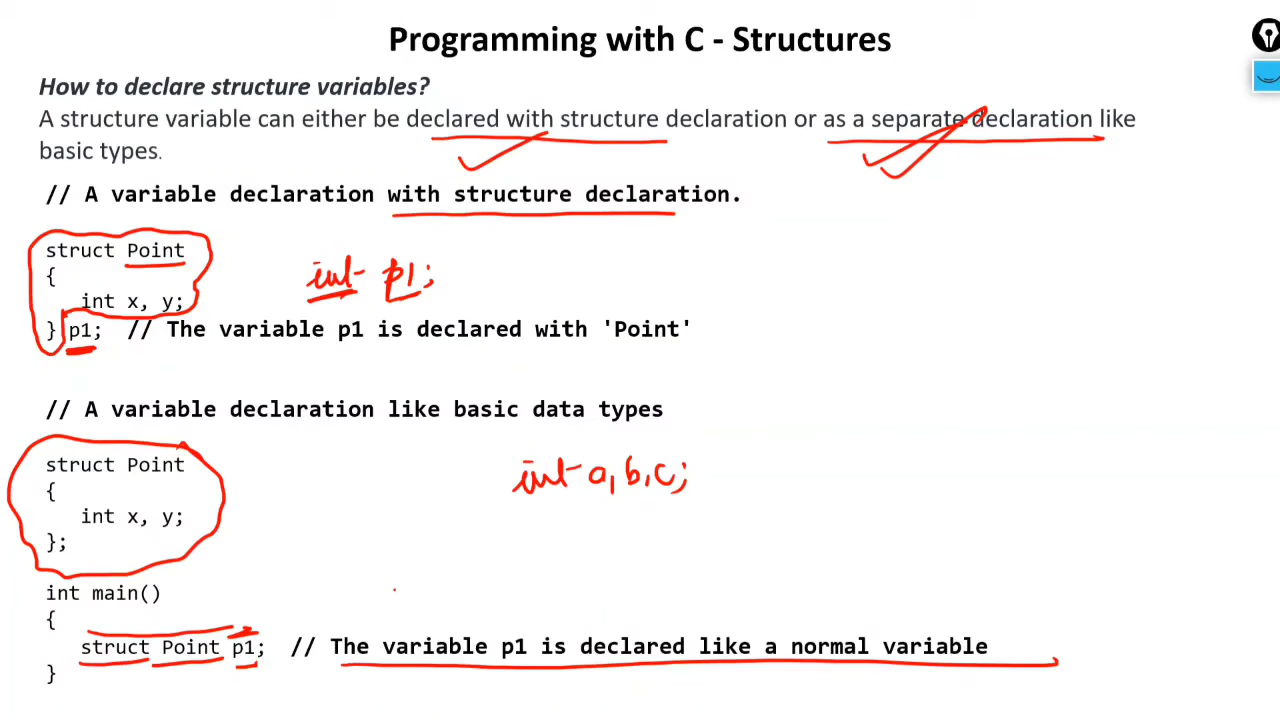 Programming with C - Structures
How to declare structure variables?
A structure variable can either be declared with structure declaration or as a separate declaration like
basic types.
// A variable declaration with structure declaration.
struct Point
{
int x, y;
} p1; // The variable p1 is declared with 'Point'
int p1;
// A variable declaration like basic data types
struct Point
{
int x, y;
};
int a, b, c;
int main()
{
struct Point p1; // The variable p1 is declared like a normal variable
}